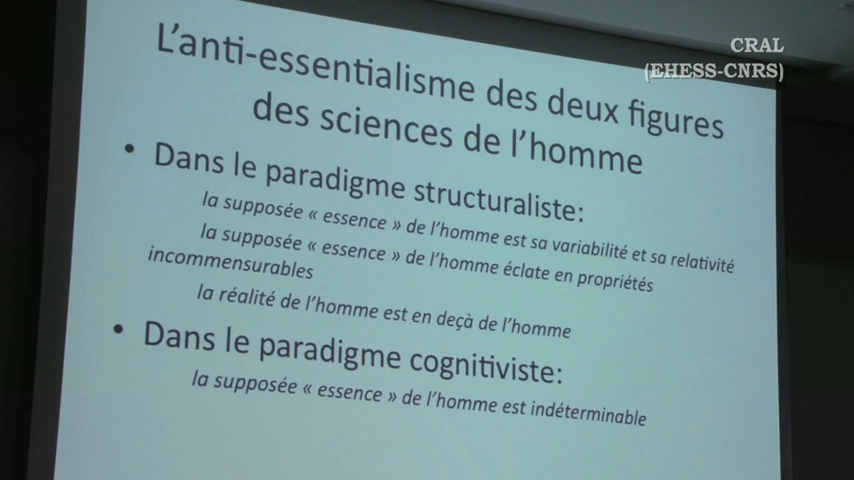 CRAL
(EHESS-CNRS)
L'anti-essentialisme des deux figures
des sciences de l'homme
• Dans le paradigme structuraliste:
la supposée « essence » de l'homme est sa variabilité et sa relativité
la supposée « essence » de l'homme éclate en propriétés
incommensurables
la réalité de l'homme est en deçà de l'homme
• Dans le paradigme cognitiviste:
la supposée « essence » de l'homme est indéterminable